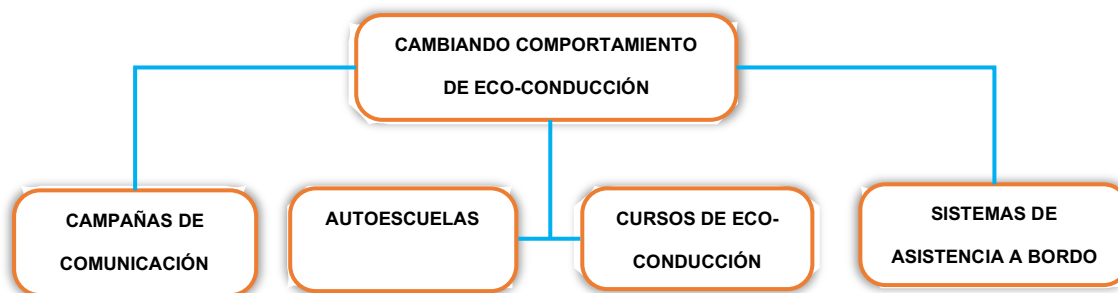 CAMBIANDO COMPORTAMIENTO
DE ECO-CONDUCCIÓN
CAMPAÑAS DE
COMUNICACIÓN
AUTOESCUELAS
CURSOS DE ECO-
CONDUCCIÓN
SISTEMAS DE
ASISTENCIA A BORDO